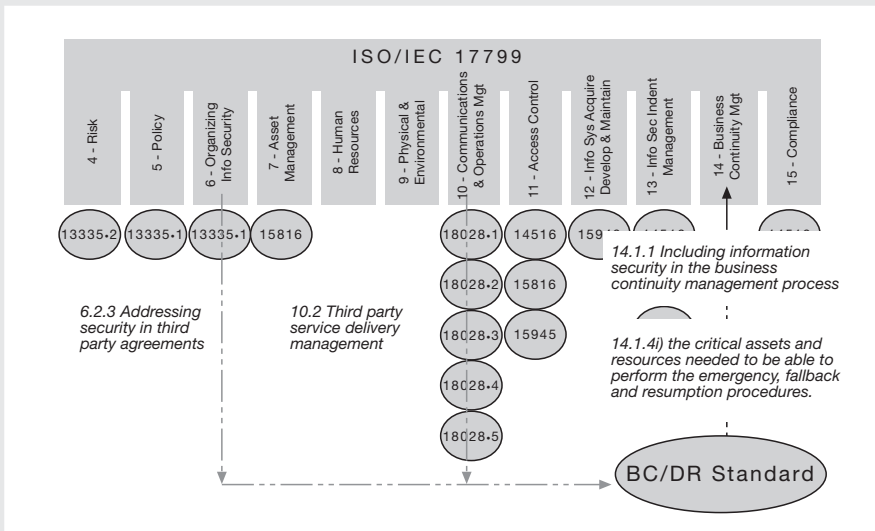 ISO/IEC 17799
4 - Risk
5 - Policy
6 - Organizing
Info Security
7 - Asset
Management
8 - Human
Resources
9 - Physical &
Environmental
10 - Communications
& Operations Mgt
11 - Access Control
12 - Info Sys Acquire
Develop & Maintain
13 - Info Sec Indent
Management
14 - Business
Continuity Mgt
15 - Compliance
13335•2
13335•1
13335•1
15816
18028•1
14516
18028•2
15816
18028•3
15945
18028•4
18028•5
6.2.3 Addressing
security in third
party agreements
10.2 Third party
service delivery
management
14.1.1 Including information
security in the business
continuity management process
14.1.4i) the critical assets and
resources needed to be able to
perform the emergency, fallback
and resumption procedures.
BC/DR Standard